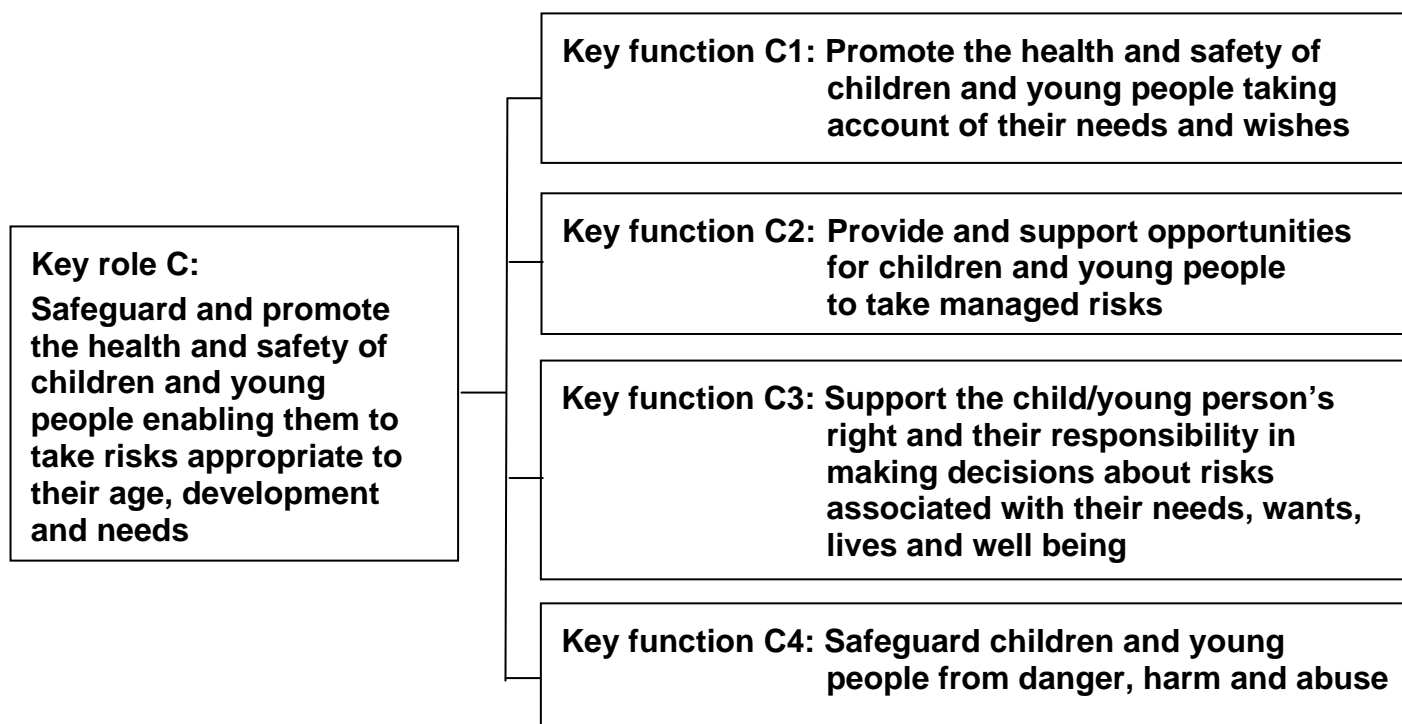 Key function C1: Promote the health and safety of
children and young people taking
account of their needs and wishes
Key function C2: Provide and support opportunities
for children and young people
to take managed risks
Key role C:
Safeguard and promote
the health and safety of
children and young
people enabling them to
take risks appropriate to
their age, development
and needs
Key function C3: Support the child/young person’s
right and their responsibility in
making decisions about risks
associated with their needs, wants,
lives and well being
Key function C4: Safeguard children and young
people from danger, harm and abuse